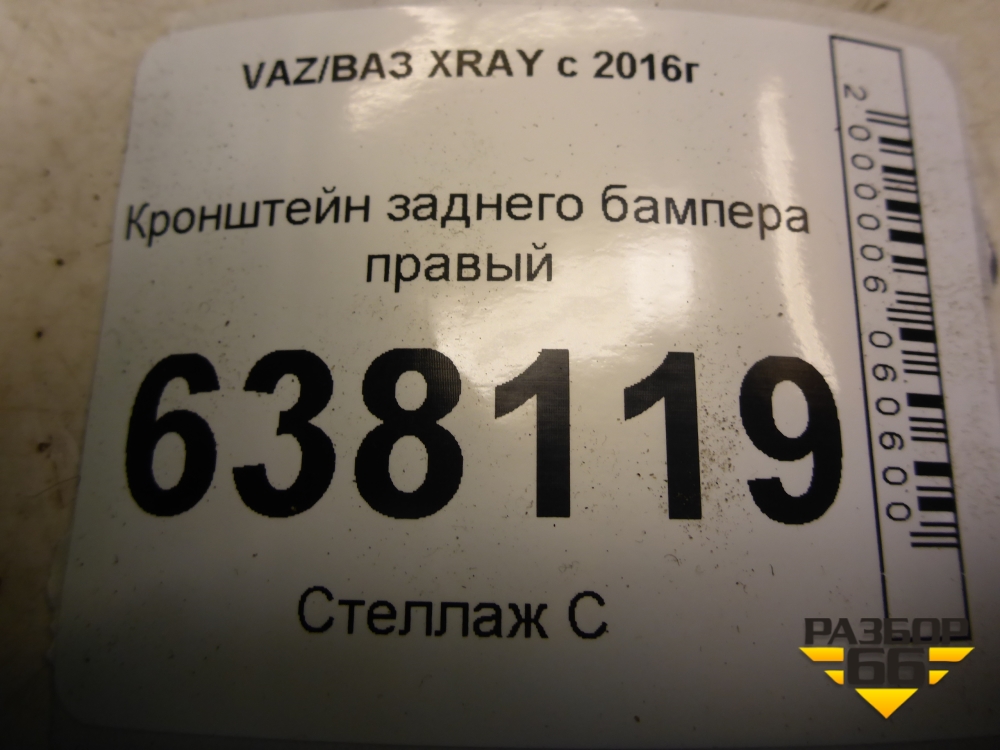 VAZ/ВАЗ XRAY с 2016г
Кронштейн заднего бампера
правый
638119
Стеллаж С
2000006060600
РАЗБОР
66